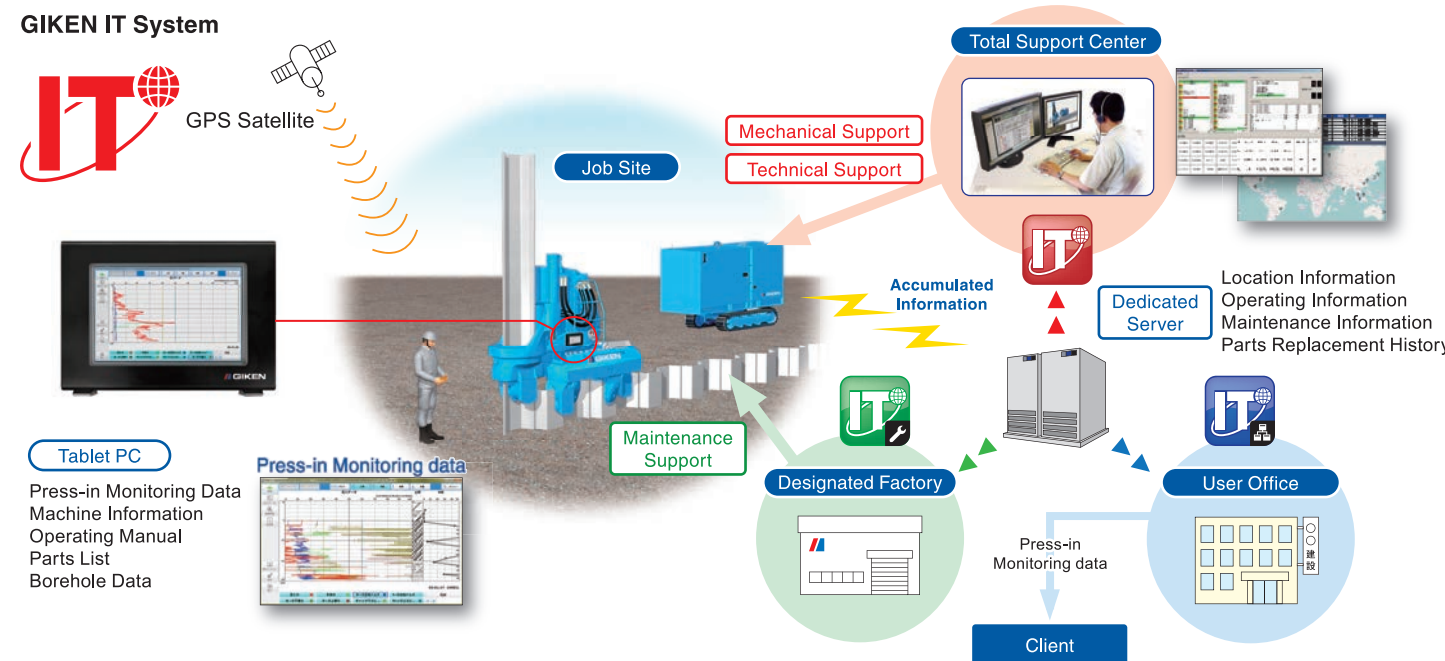 GIKEN IT System
IT
GPS Satellite
Total Support Center
Mechanical Support
Technical Support
Job Site
IT
Accumulated
Information
Dedicated
Server
Location Information
Operating Information
Maintenance Information
Parts Replacement History
GIKEN
GIKEN
IT
IT
Maintenance
Support
Tablet PC
Press-in Monitoring Data
Machine Information
Operating Manual
Parts List
Borehole Data
Press-in Monitoring data
Designated Factory
User Office
Press-in
Monitoring data
○○建設
Client